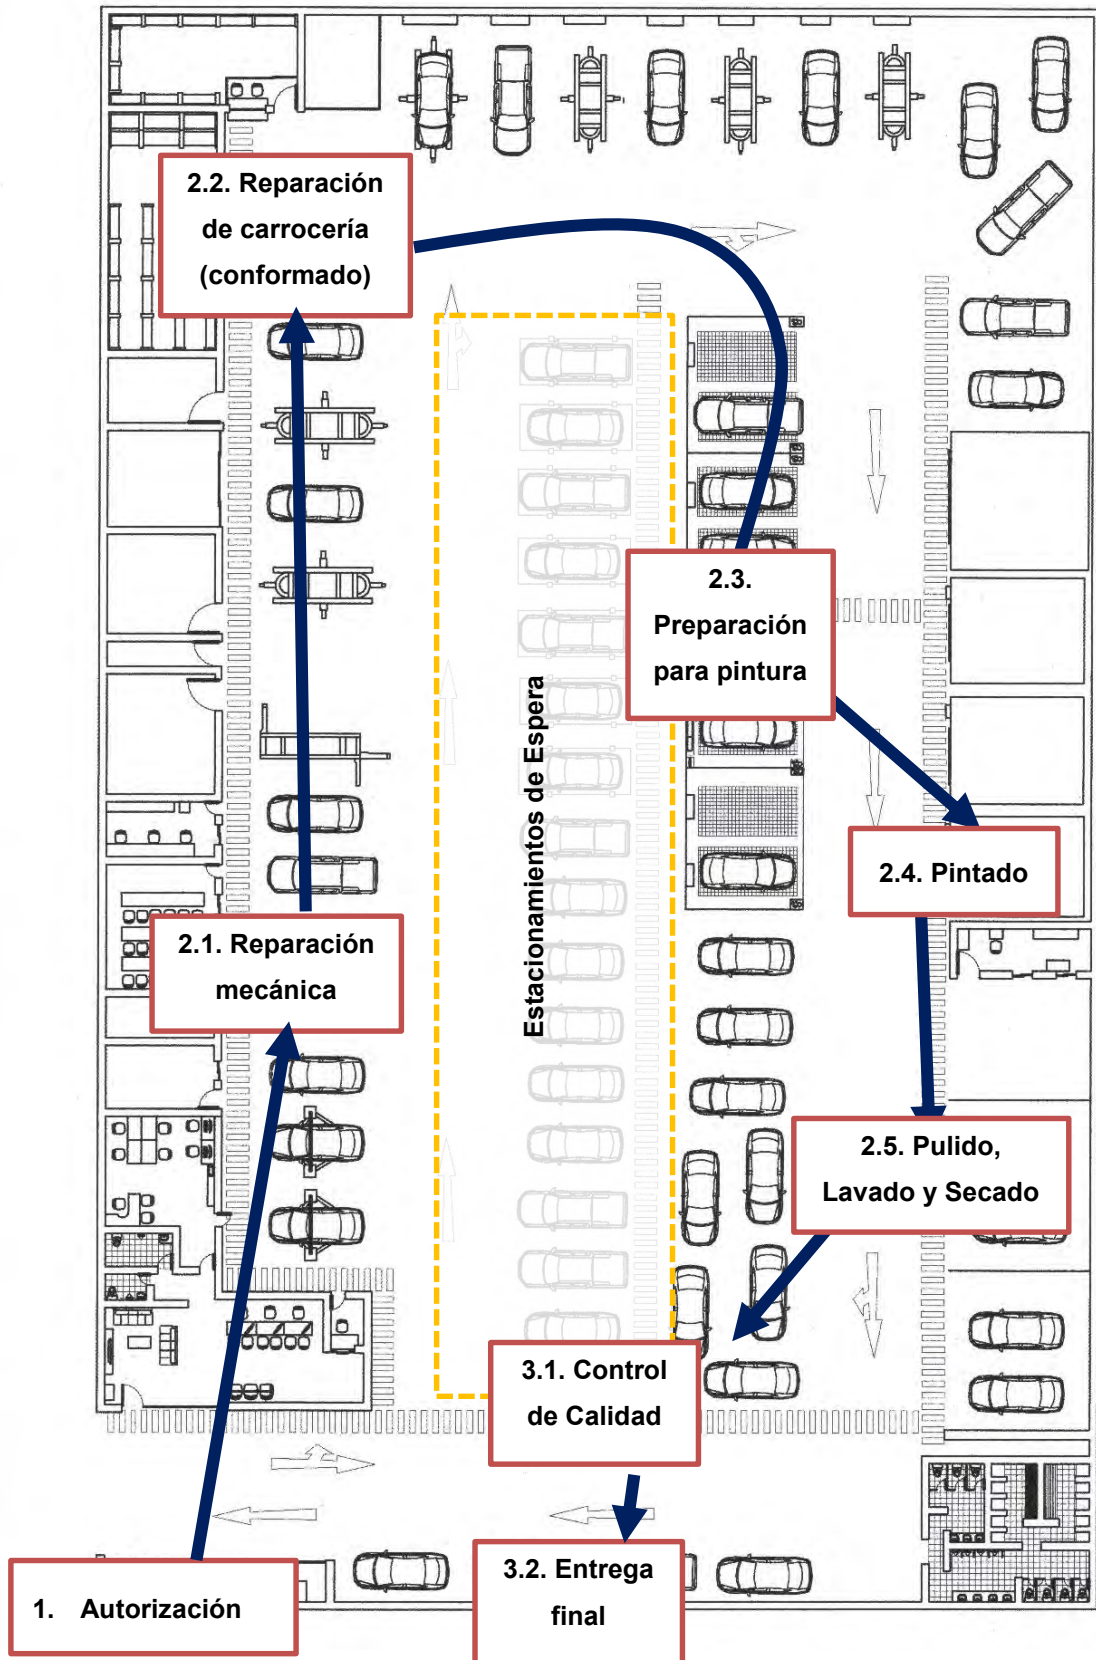 2.2. Reparación
de carrocería
(conformado)
2.3.
Preparación
para pintura
Estacionamientos de Espera
2.4. Pintado
2.1. Reparación
mecánica
2.5. Pulido,
Lavado y Secado
3.1. Control
de Calidad
3.2. Entrega
final
1. Autorización